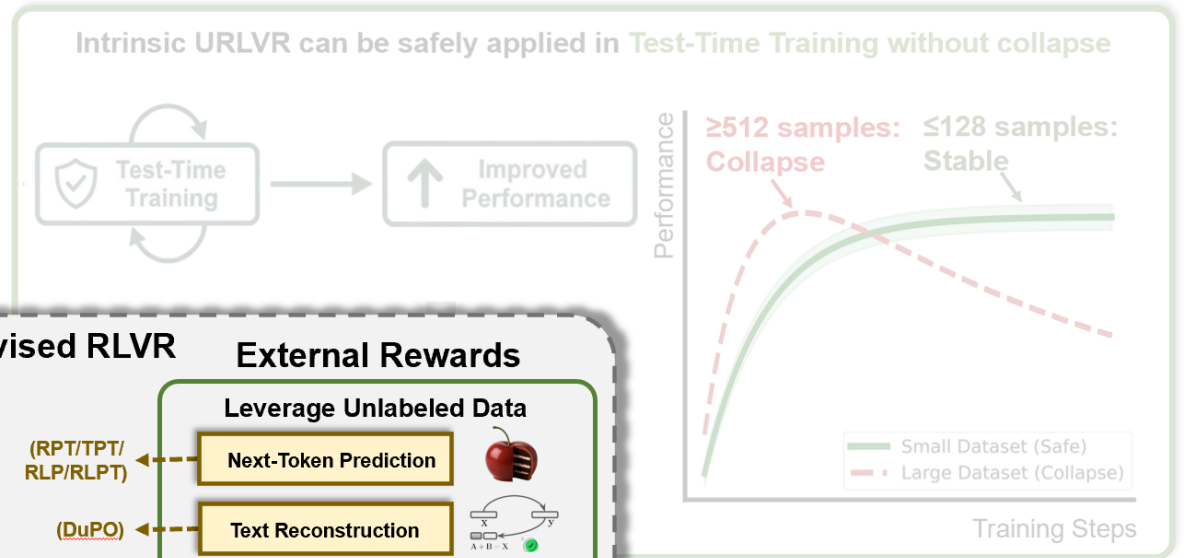 Intrinsic URLVR can be safely applied in Test-Time Training without collapse
Test-Time
Training
Improved
Performance
Performance
≥512 samples:
Collapse
≤128 samples:
Stable
Small Dataset (Safe)
Large Dataset (Collapse)
Training Steps
vised RLVR
External Rewards
Leverage Unlabeled Data
(RPT/TPT/
RLP/RLPT)
Next-Token Prediction
(DuPO)
Text Reconstruction
X
y
A+B=X